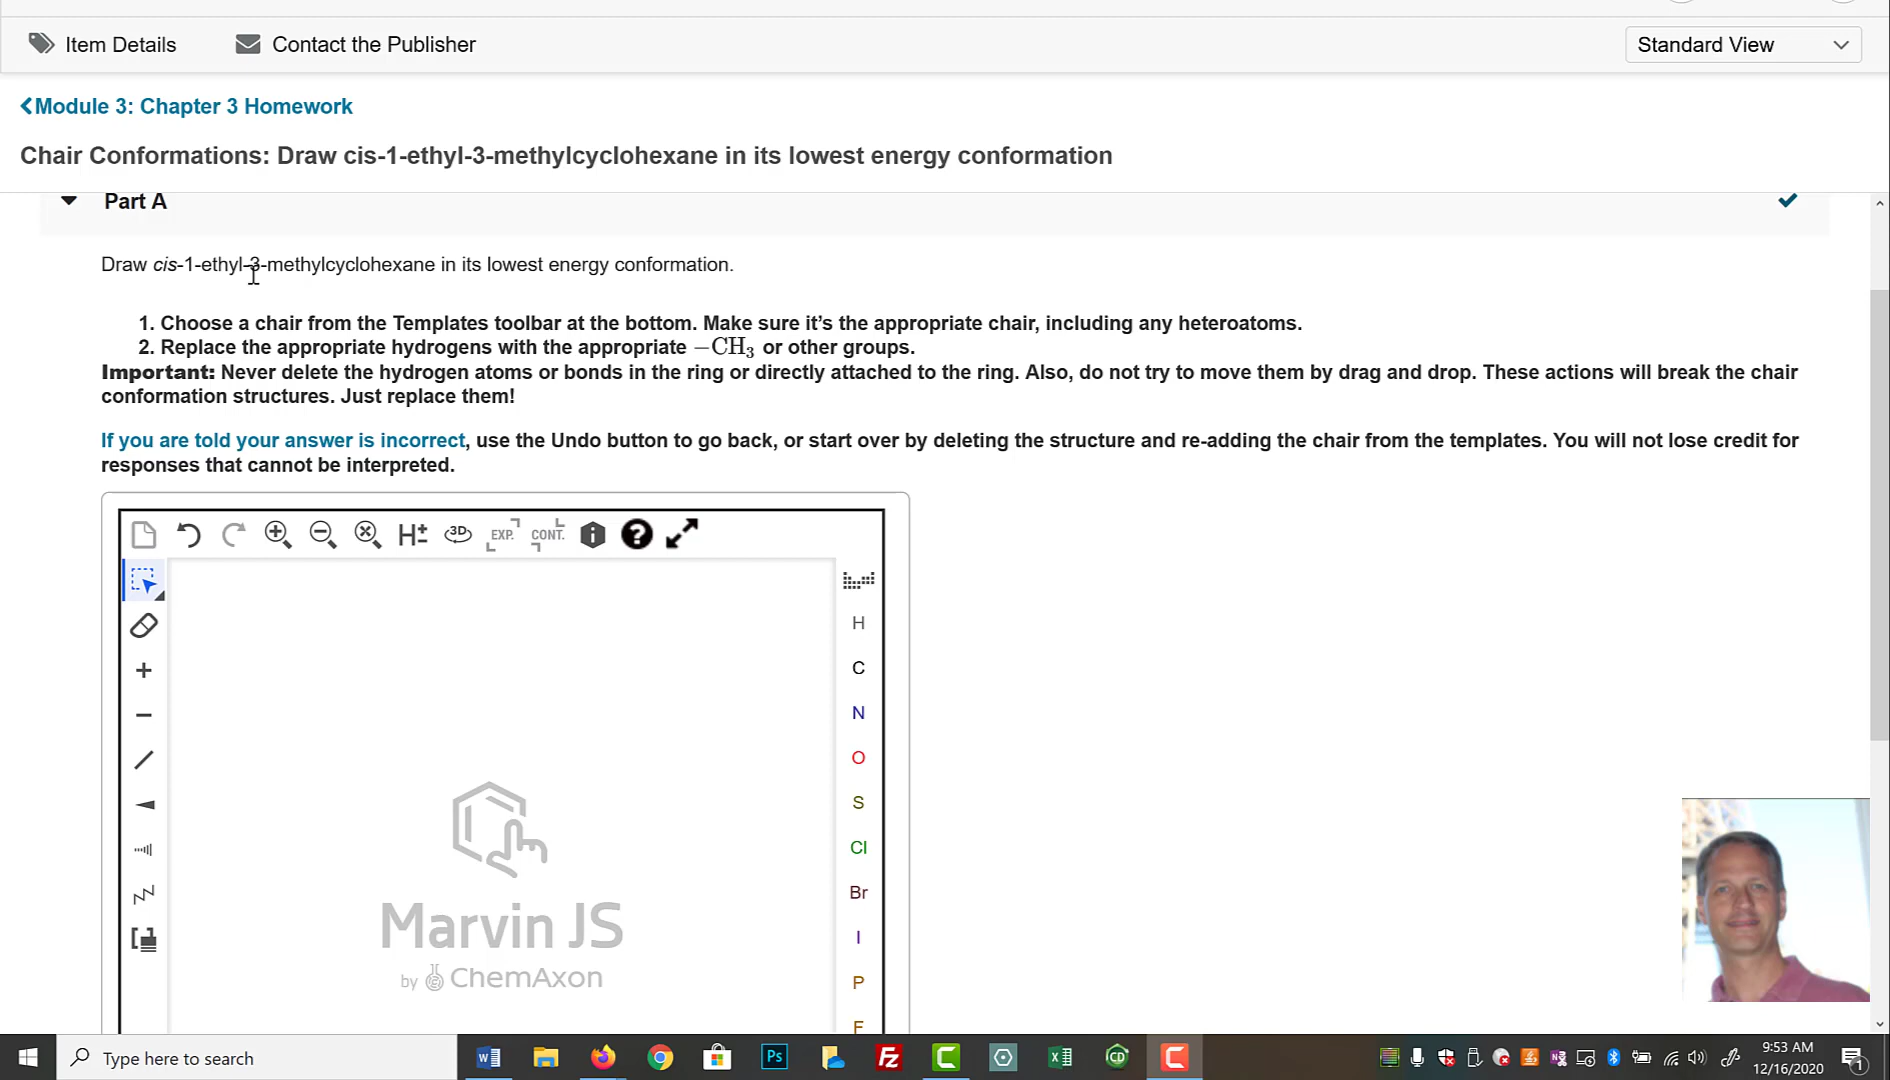 Item Details
Contact the Publisher
Standard View
Module 3: Chapter 3 Homework
Chair Conformations: Draw cis-1-ethyl-3-methylcyclohexane in its lowest energy conformation
Part A
Draw cis-1-ethyl-3-methylcyclohexane in its lowest energy conformation.
1. Choose a chair from the Templates toolbar at the bottom. Make sure it's the appropriate chair, including any heteroatoms.
2. Replace the appropriate hydrogens with the appropriate −CH₃ or other groups.
Important: Never delete the hydrogen atoms or bonds in the ring or directly attached to the ring. Also, do not try to move them by drag and drop. These actions will break the chair
conformation structures. Just replace them!
If you are told your answer is incorrect, use the Undo button to go back, or start over by deleting the structure and re-adding the chair from the templates. You will not lose credit for
responses that cannot be interpreted.
H±
3D
EXP.
CONT.
i
?
H
C
N
O
S
Cl
Br
I
P
F
Marvin JS
by ChemAxon
Type here to search
Ps
CD
9:53 AM
12/16/2020
1